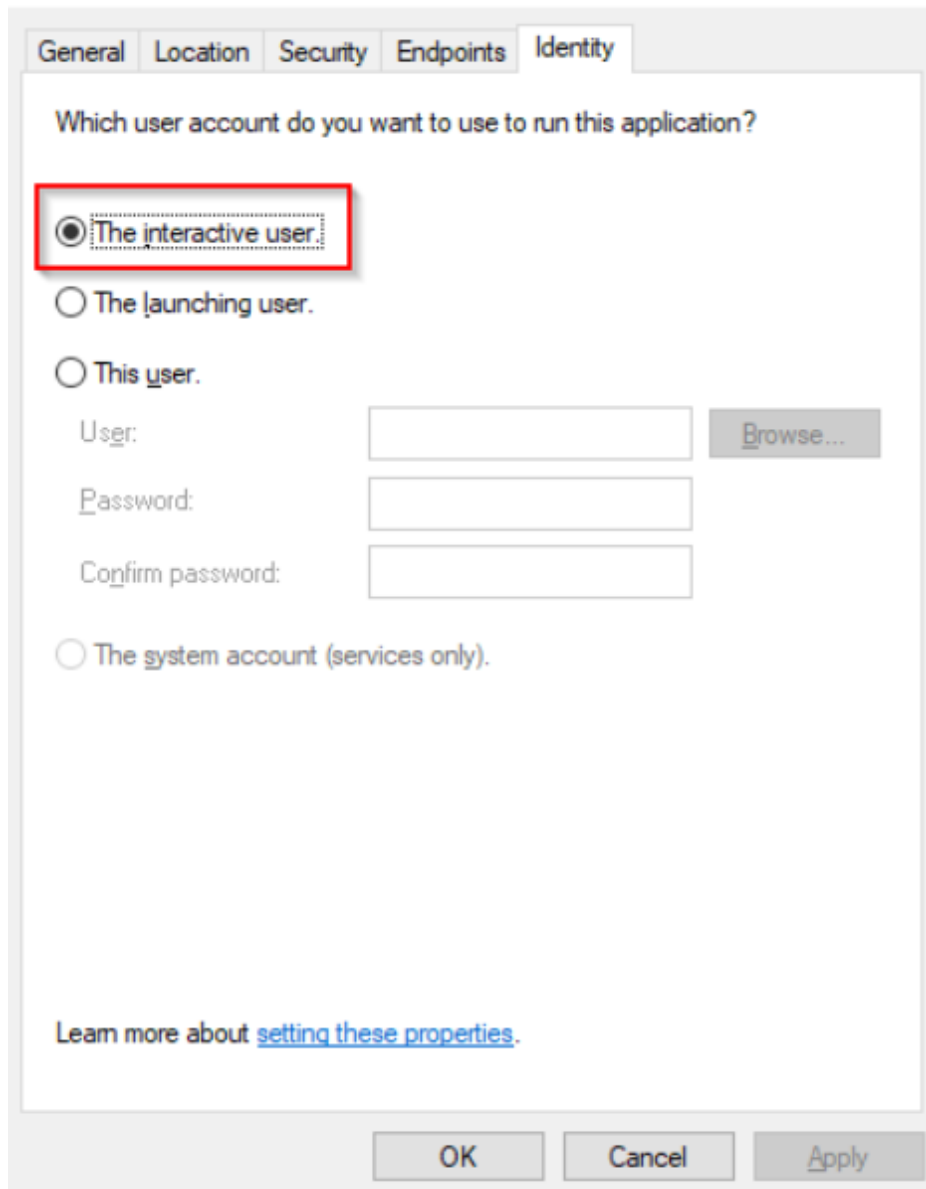 General Location Security Endpoints Identity
Which user account do you want to use to run this application?
The interactive user.
The launching user.
This user.
User:
Browse...
Password:
Confirm password:
The system account (services only).
Learn more about setting these properties.
OK Cancel Apply